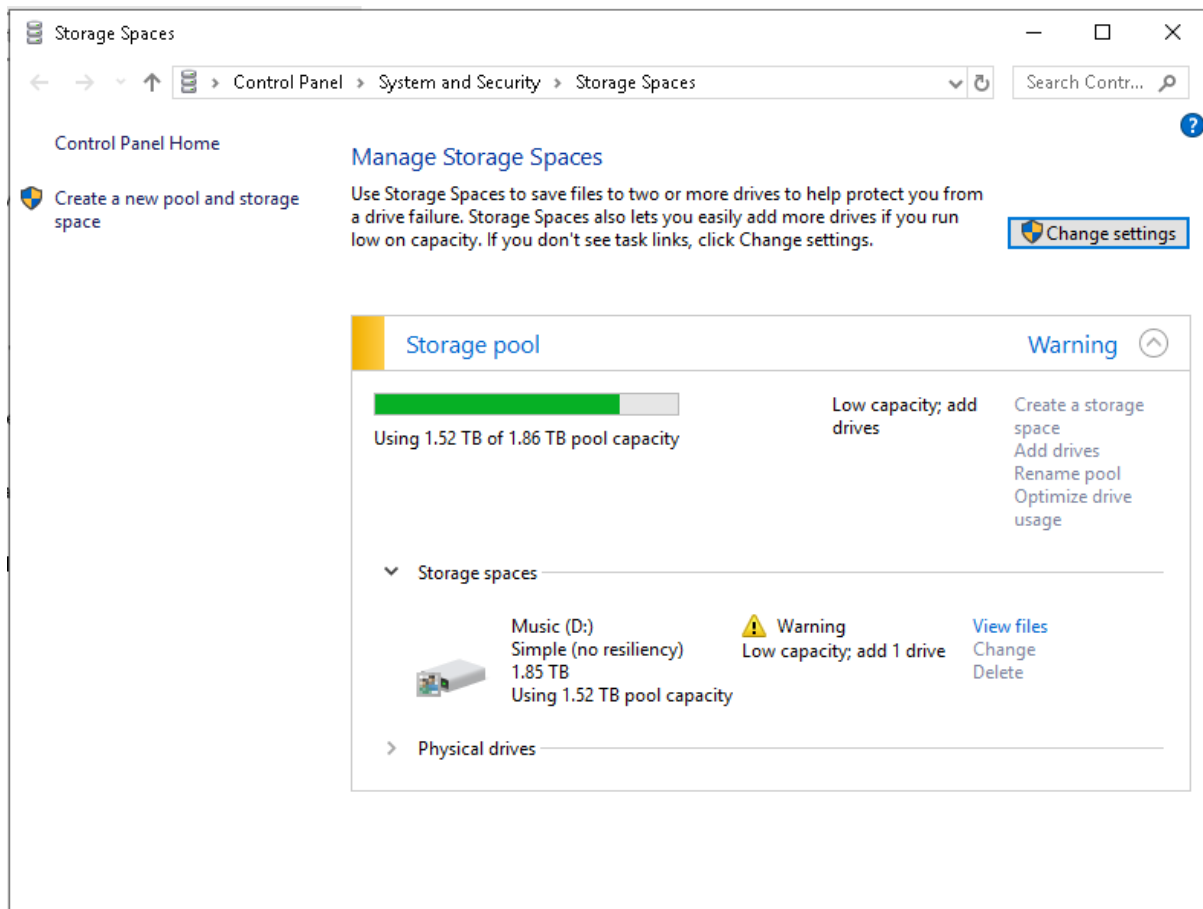 Storage Spaces
Control Panel > System and Security > Storage Spaces
Search Contr...
Control Panel Home
Create a new pool and storage
space
Manage Storage Spaces
Use Storage Spaces to save files to two or more drives to help protect you from
a drive failure. Storage Spaces also lets you easily add more drives if you run
low on capacity. If you don't see task links, click Change settings.
Change settings
Storage pool
Warning
Using 1.52 TB of 1.86 TB pool capacity
Low capacity; add
drives
Create a storage
space
Add drives
Rename pool
Optimize drive
usage
Storage spaces
Music (D:)
Simple (no resiliency)
1.85 TB
Using 1.52 TB pool capacity
Warning
Low capacity; add 1 drive
View files
Change
Delete
Physical drives